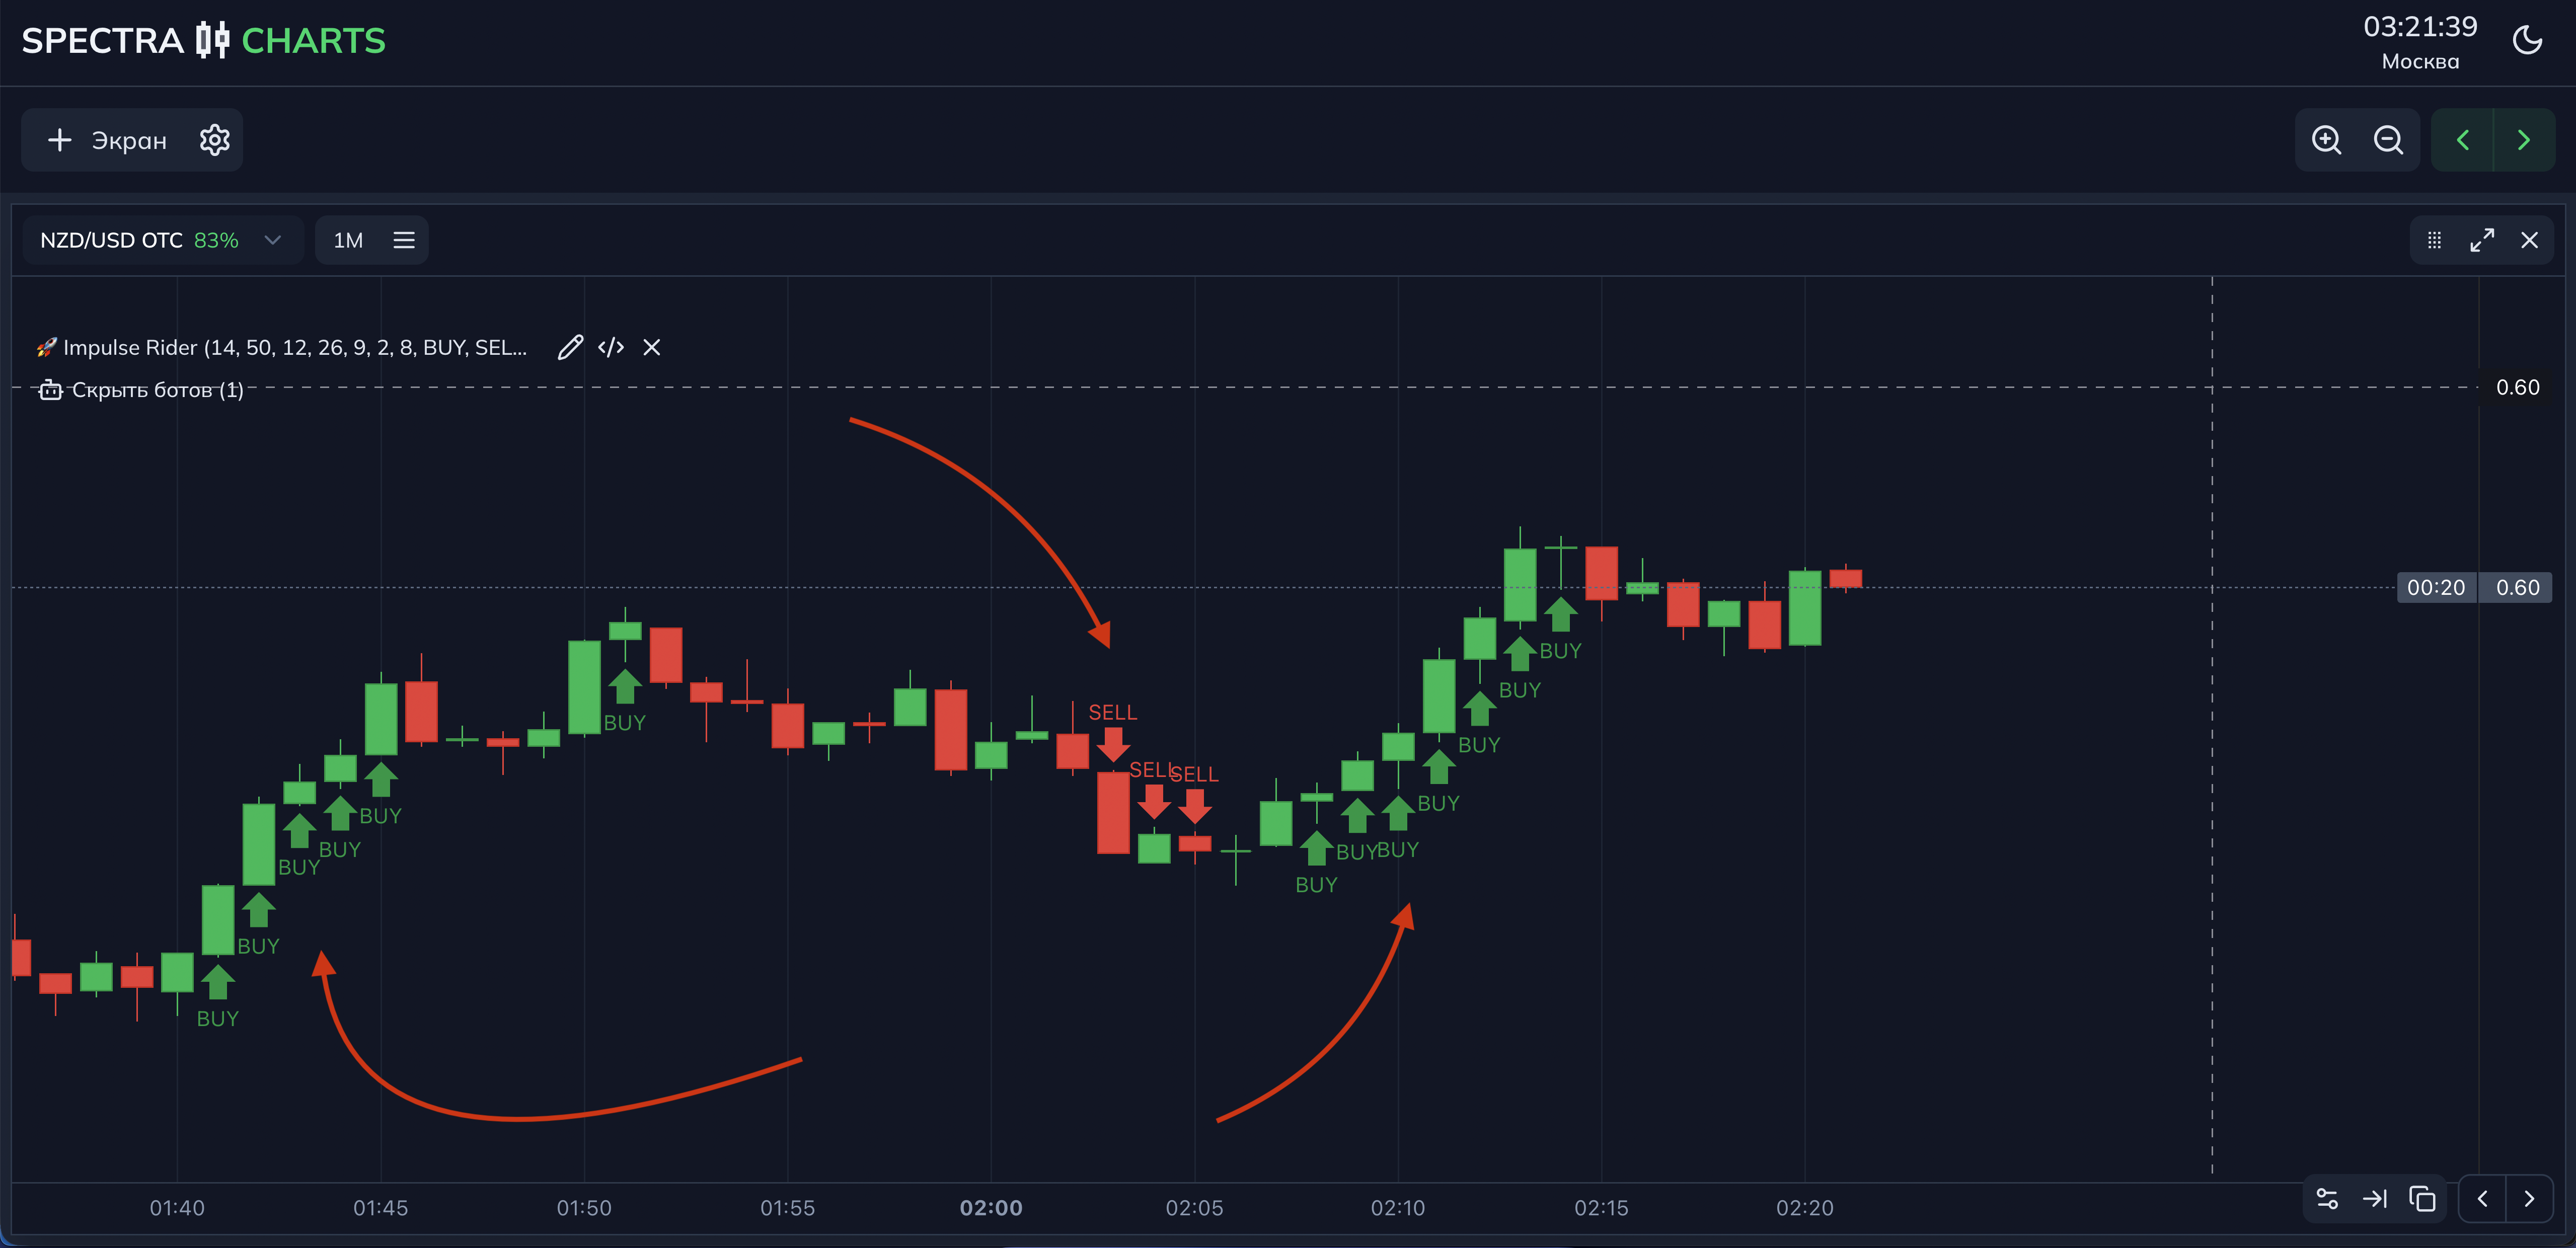 SPECTRA CHARTS
03:21:39
Москва
Экран
NZD/USD OTC 83%
1M
🚀 Impulse Rider (14, 50, 12, 26, 9, 2, 8, BUY, SEL...
Скрыть ботов (1)
0.60
00:20 0.60
BUY
SELL
SELL
SELL
BUY
BUY
BUY
BUY
BUY
BUY
BUY
BUY
BUY
BUY
BUY
BUY
BUY
01:40 01:45 01:50 01:55 02:00 02:05 02:10 02:15 02:20